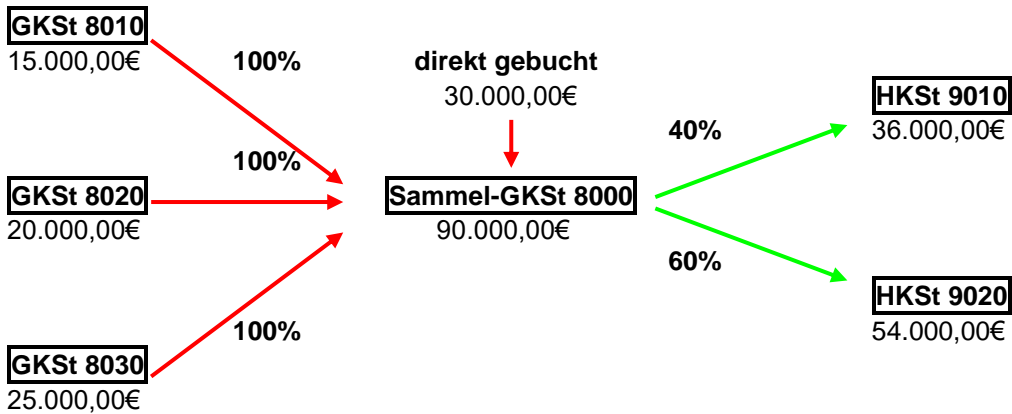 GKSt 8010
15.000,00€
100%
direkt gebucht
30.000,00€
HKSt 9010
36.000,00€
40%
100%
GKSt 8020
20.000,00€
Sammel-GKSt 8000
90.000,00€
60%
HKSt 9020
54.000,00€
100%
GKSt 8030
25.000,00€